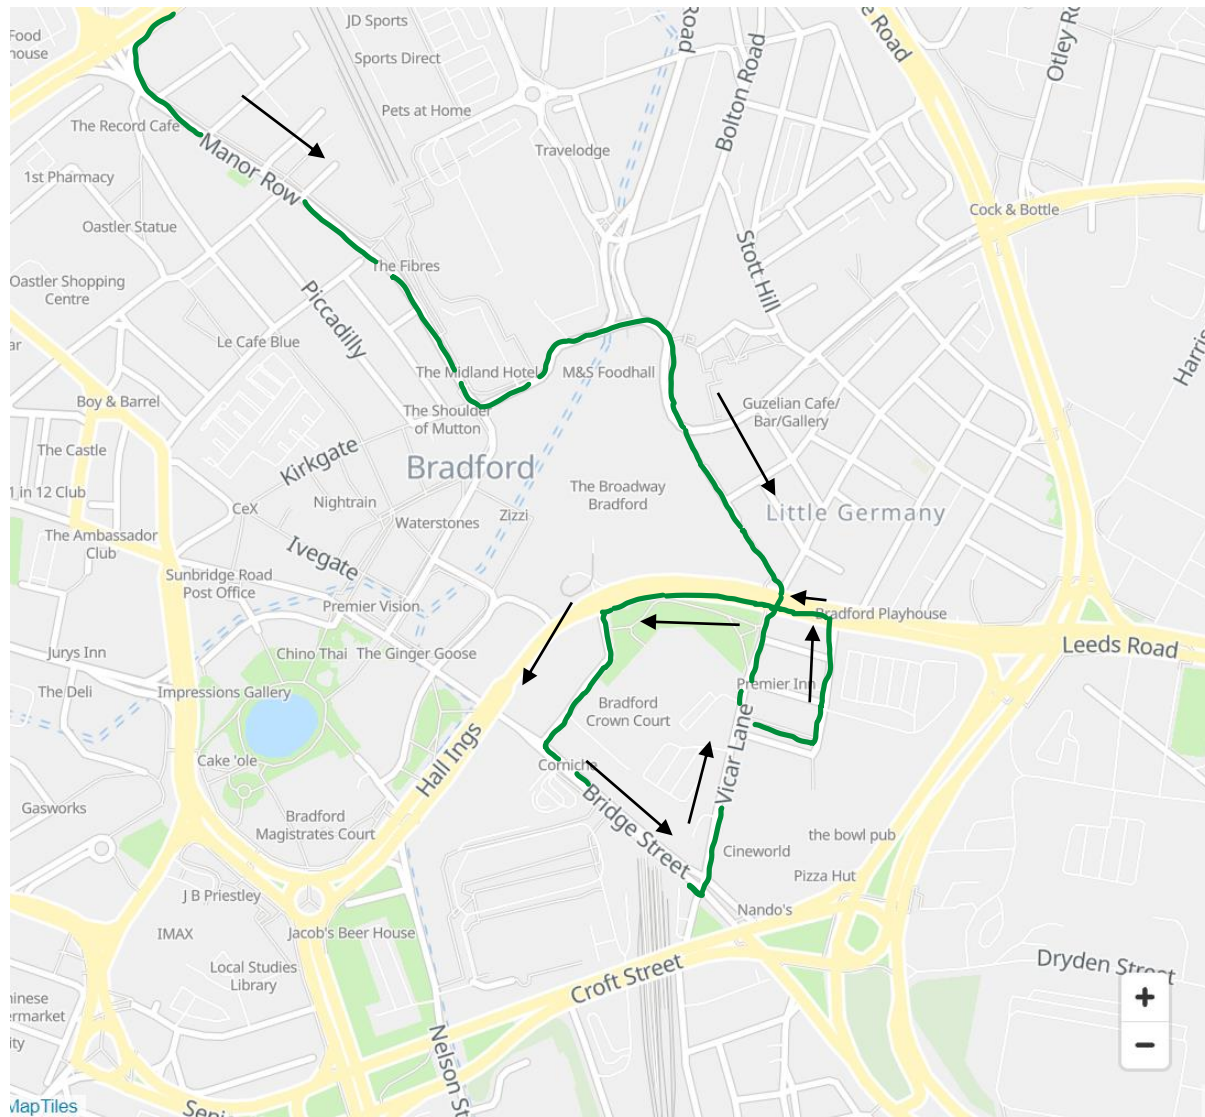 JD Sports
Food
house
Sports Direct
e Road
Otley Ro
Road
Bolton Road
Pets at Home
The Record Cafe
Manor Row
Travelodge
1st Pharmacy
Cock & Bottle
Oastler Statue
Stott Hill
The Fibres
Oastler Shopping
Centre
Piccadilly
Harris
ar
Le Cafe Blue
The Midland Hotel
M&S Foodhall
Boy & Barrel
The Shoulder
of Mutton
Guzelian Cafe/
Bar/Gallery
The Castle
Kirkgate
Bradford
1 in 12 Club
Nightrain
The Broadway
Bradford
CeX
Waterstones
Zizzi
Little Germany
The Ambassador
Club
Ivegate
Sunbridge Road
Post Office
Premier Vision
Bradford Playhouse
Jurys Inn
Chino Thai
The Ginger Goose
Leeds Road
The Deli
Impressions Gallery
Premier Inn
Bradford
Crown Court
Cake 'ole
Hall Ings
Corniche
Vicar Lane
Gasworks
Bradford
Magistrates Court
Bridge Street
the bowl pub
Cineworld
Pizza Hut
J B Priestley
Nando's
IMAX
Jacob's Beer House
Local Studies
Library
Croft Street
Dryden Street
hinese
ermarket
ity
+
−
Nelson St
MapTiles